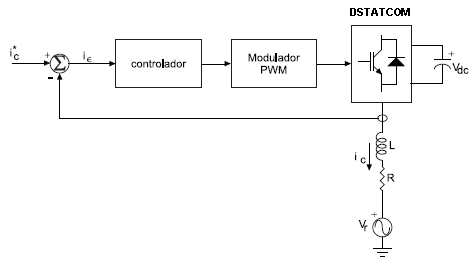 DSTATCOM
i*c
+
Σ
-
iϵ
controlador
Modulador
PWM
+
Vdc
L
ic
R
+
Vr